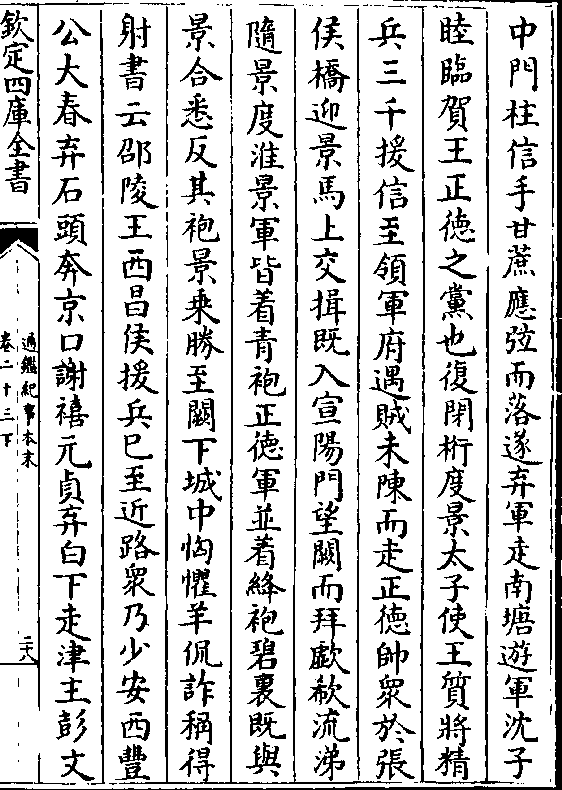 中門柱信手甘蔗應弦而落遂弃軍走南塘遊軍沈子
睦臨賀王正德之黨也復閉桁度景太子使王質將精
兵三千援信至領軍府遇賊未陳而走正德帥衆於張
侯橋迎景馬上交揖既入宣陽門望闕而拜歔欷流涕
隨景度淮景軍皆着青袍正德軍並着絳袍碧裏既與
景合悉反其袍景乗勝至闕下城中恟懼羊侃詐稱得
射書云邵陵王西昌侯援兵已至近路衆乃少安西豐
公大春弃石頭奔京口謝禧元貞弃白下走津主彭文
欽定四庫全書
通鑑紀事本末
卷二十三下
二十八